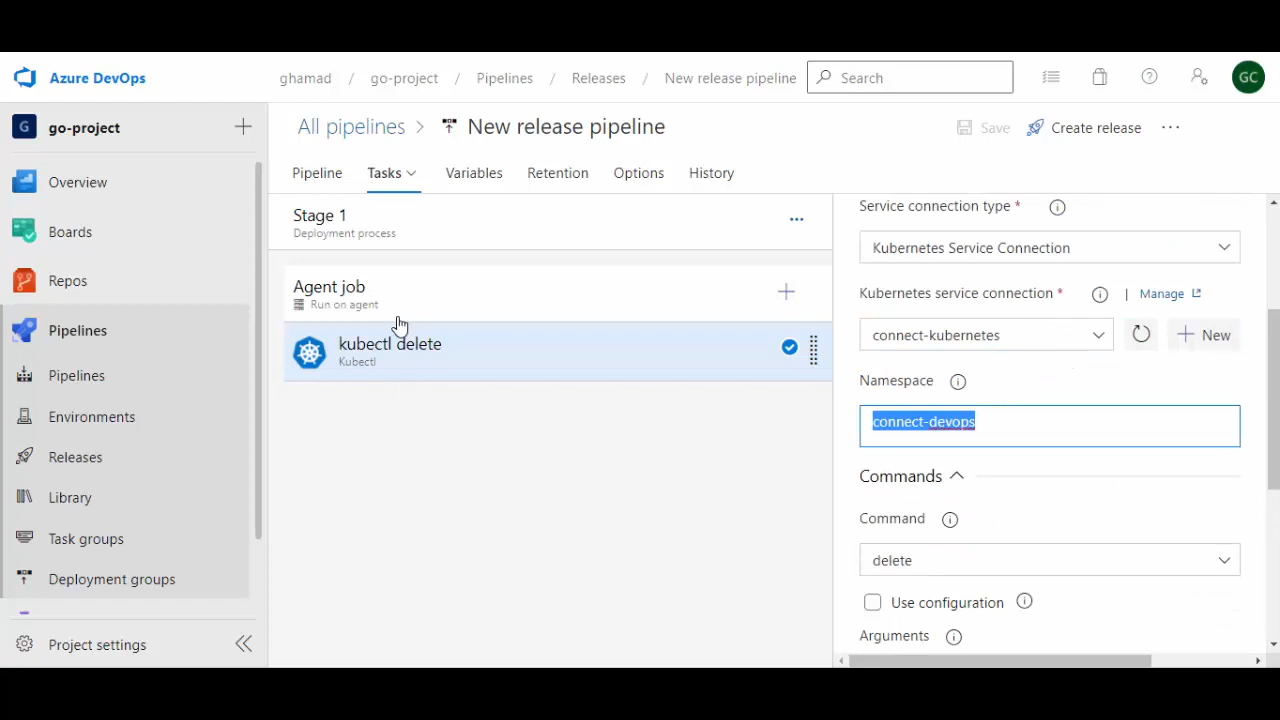 Azure DevOps
ghamad / go-project / Pipelines / Releases / New release pipeline
Search
GC
G go-project
Overview
Boards
Repos
Pipelines
Pipelines
Environments
Releases
Library
Task groups
Deployment groups
Project settings
All pipelines > New release pipeline
Save
Create release
Pipeline
Tasks
Variables
Retention
Options
History
Stage 1
Deployment process
Agent job
Run on agent
kubectl delete
Kubectl
Service connection type *
Kubernetes Service Connection
Kubernetes service connection * | Manage
connect-kubernetes
New
Namespace
connect-devops
Commands
Command
delete
Use configuration
Arguments